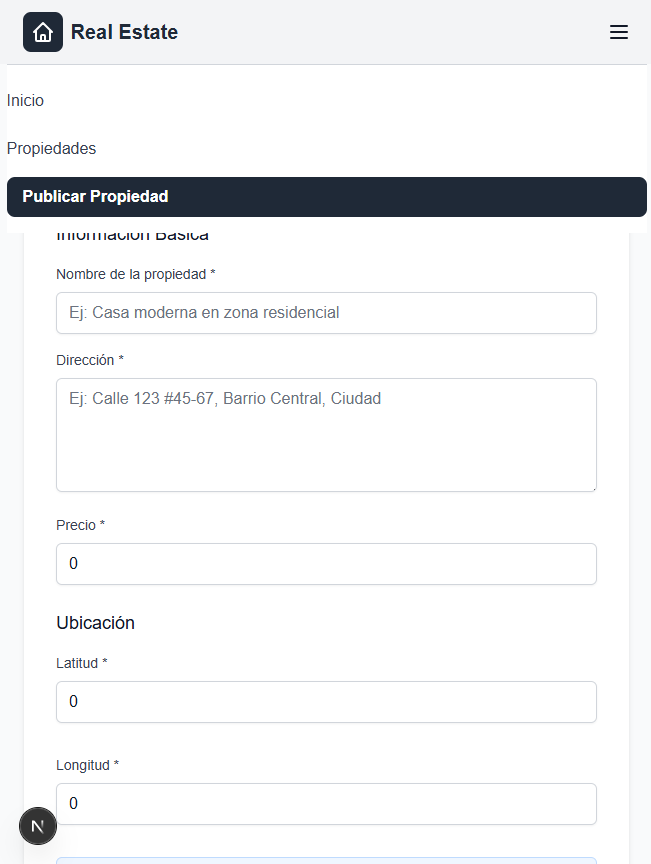 Real Estate
Inicio
Propiedades
Publicar Propiedad
Información Básica
Nombre de la propiedad *
Ej: Casa moderna en zona residencial
Dirección *
Ej: Calle 123 #45-67, Barrio Central, Ciudad
Precio *
0
Ubicación
Latitud *
0
Longitud *
0
N